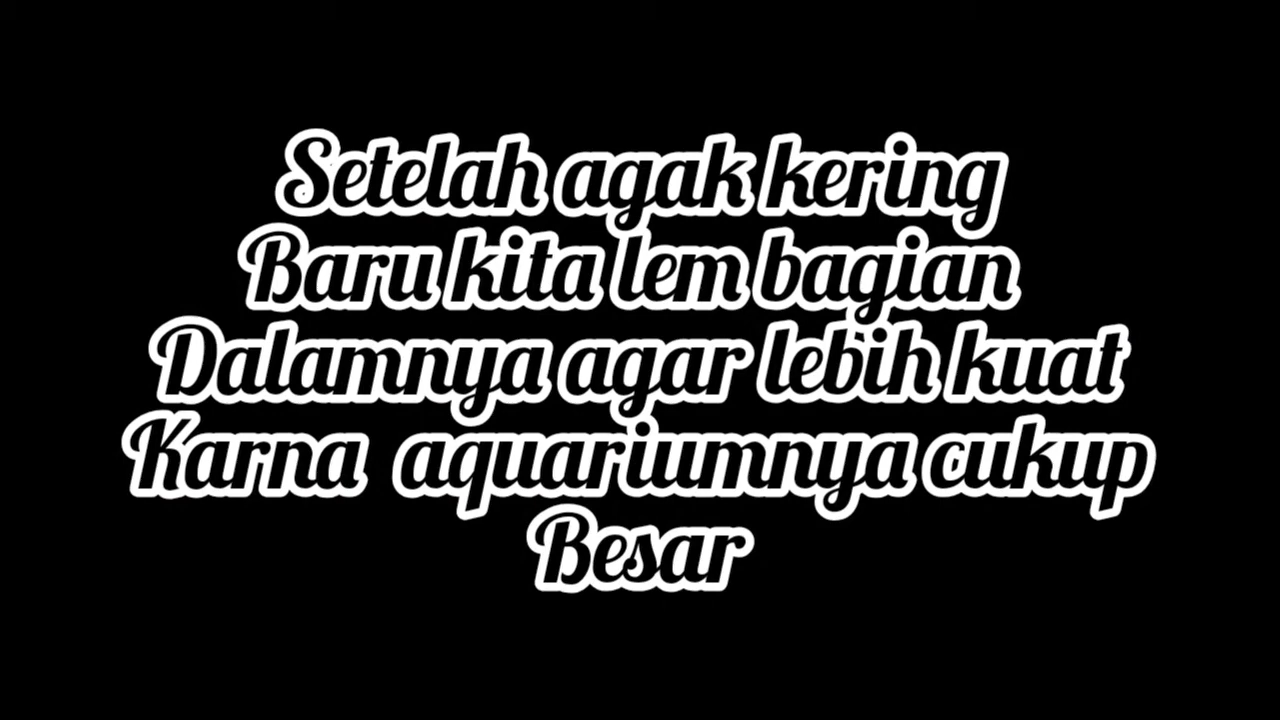 Setelah agak kering
Baru kita lem bagian
Dalamnya agar lebih kuat
Karna aquariumnya cukup
Besar